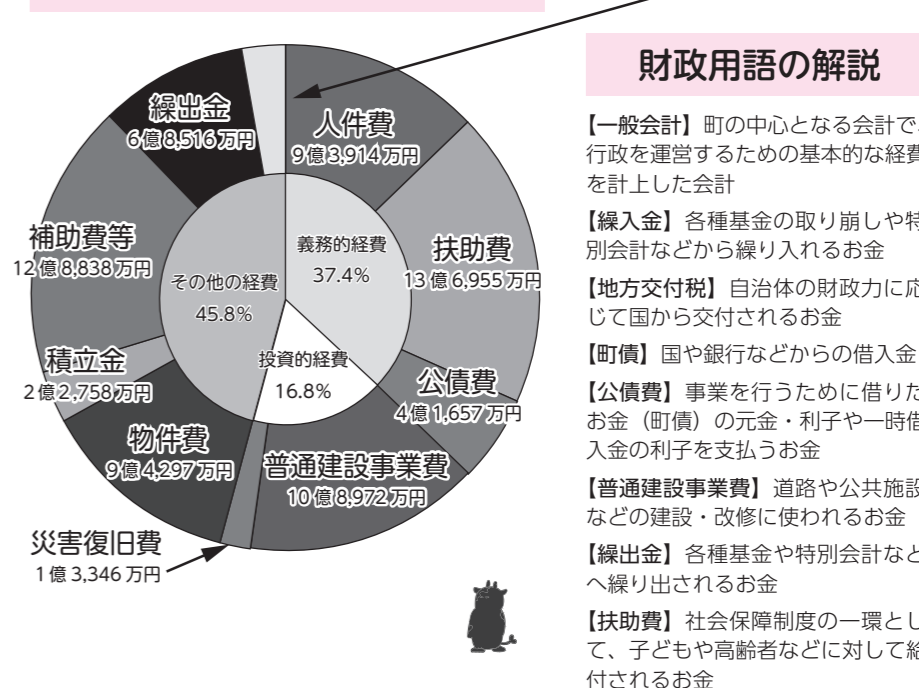 繰出金
6億8,516万円
人件費
9億3,914万円
補助費等
12億8,838万円
その他の経費
45.8%
義務的経費
37.4%
扶助費
13億6,955万円
積立金
2億2,758万円
投資的経費
16.8%
公債費
4億1,657万円
物件費
9億4,297万円
普通建設事業費
10億8,972万円
災害復旧費
1億3,346万円
財政用語の解説
【一般会計】町の中心となる会計で
行政を運営するための基本的な経費
を計上した会計
【繰入金】各種基金の取り崩しや特
別会計などから繰り入れるお金
【地方交付税】自治体の財政力に応
じて国から交付されるお金
【町債】国や銀行などからの借入金
【公債費】事業を行うために借りた
お金（町債）の元金・利子や一時借
入金の利子を支払うお金
【普通建設事業費】道路や公共施設
などの建設・改修に使われるお金
【繰出金】各種基金や特別会計など
へ繰り出されるお金
【扶助費】社会保障制度の一環とし
て、子どもや高齢者などに対して給
付されるお金